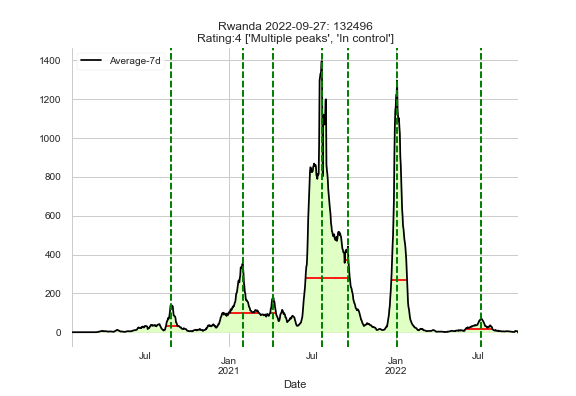 Rwanda 2022-09-27: 132496
Rating:4 ['Multiple peaks', 'In control']
Average-7d
1400
1200
1000
800
600
400
200
0
Jul
Jan
2021
Jul
Jan
2022
Jul
Date